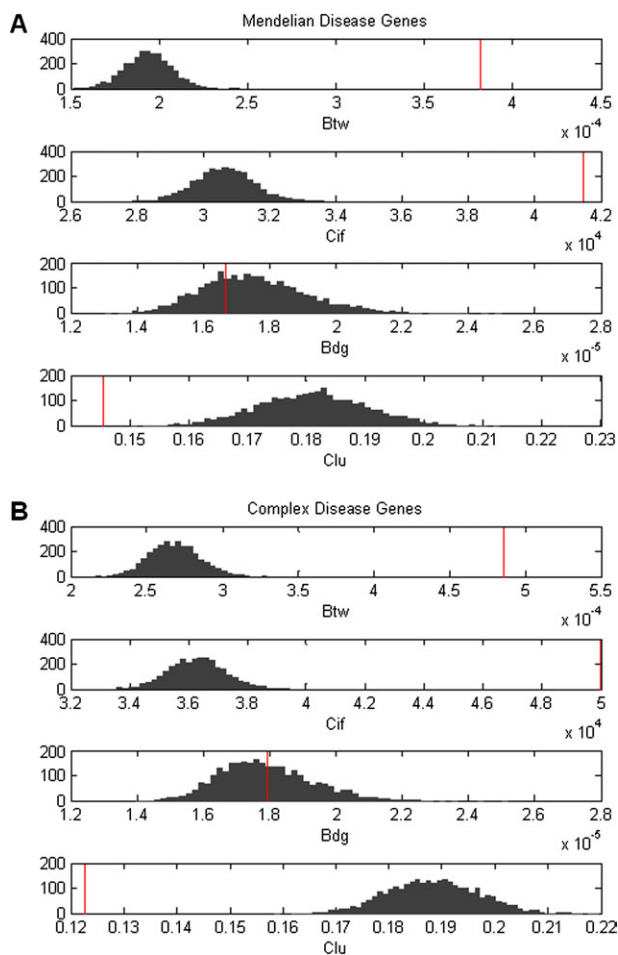 A
Mendelian Disease Genes
400
200
0
1.5 2 2.5 3 3.5 4 4.5
Btw
x 10-4
400
200
0
2.6 2.8 3 3.2 3.4 3.6 3.8 4 4.2
Cif
x 10^4
200
100
0
1.2 1.4 1.6 1.8 2 2.2 2.4 2.6 2.8
Bdg
x 10-5
200
100
0
0.15 0.16 0.17 0.18 0.19 0.2 0.21 0.22 0.23
Clu
B
Complex Disease Genes
400
200
0
2 2.5 3 3.5 4 4.5 5 5.5
Btw
x 10-4
400
200
0
3.2 3.4 3.6 3.8 4 4.2 4.4 4.6 4.8 5
Cif
x 10^4
200
100
0
1.2 1.4 1.6 1.8 2 2.2 2.4 2.6 2.8
Bdg
x 10-5
200
100
0
0.12 0.13 0.14 0.15 0.16 0.17 0.18 0.19 0.2 0.21 0.22
Clu